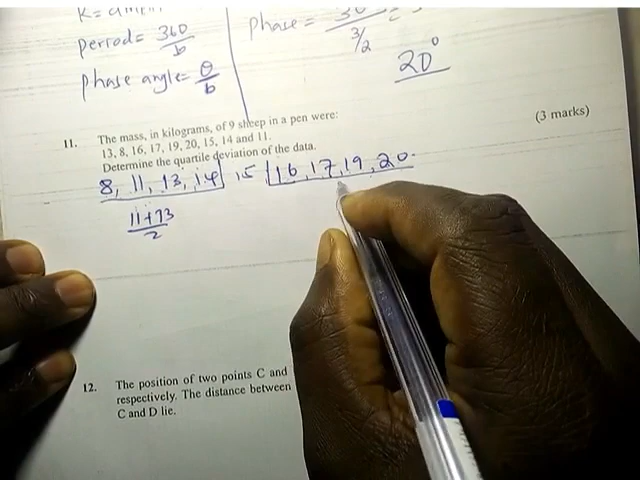 K= ampli
period= 360
b
phase angle= θ
b
phase= 30
3/2
20°
11. The mass, in kilograms, of 9 sheep in a pen were:
13, 8, 16, 17, 19, 20, 15, 14 and 11.
Determine the quartile deviation of the data.
(3 marks)
8, 11, 13, 14 15 16, 17, 19, 20.
11+13
2
12. The position of two points C and
respectively. The distance between
C and D lie.